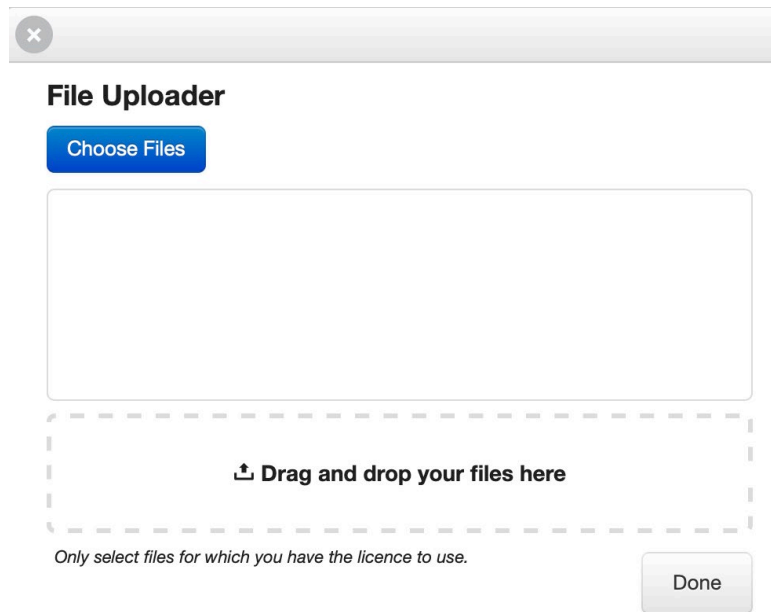 File Uploader
Choose Files
Drag and drop your files here
Only select files for which you have the licence to use.
Done